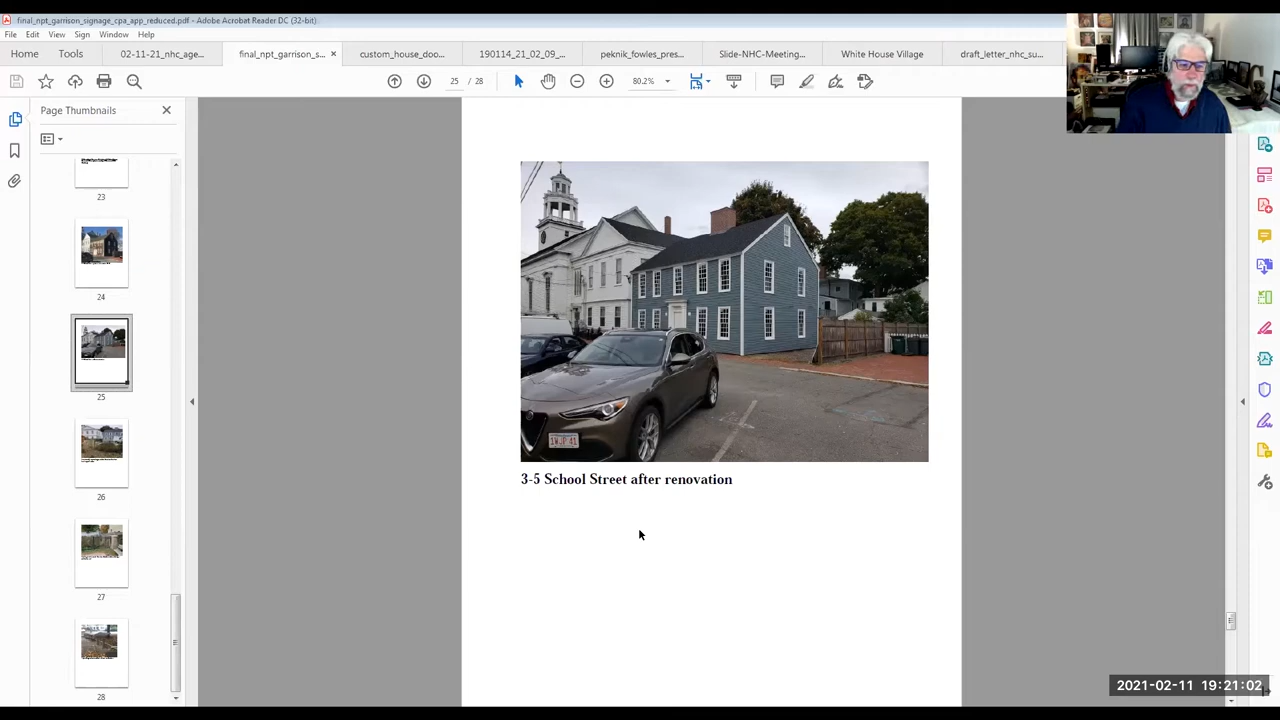 final_npt_garrison_signage_cpa_app_reduced.pdf - Adobe Acrobat Reader DC (32-bit)
File Edit View Sign Window Help
Home Tools 02-11-21_nhc_age... final_npt_garrison_s... × custom_house_doo... 190114_21_02_09_... peknik_fowles_pres... Slide-NHC-Meeting... White House Village draft_letter_nhc_su...
25 / 28 80.2%
Page Thumbnails
23
24
25
26
27
28
3-5 School Street after renovation
2021-02-11 19:21:02